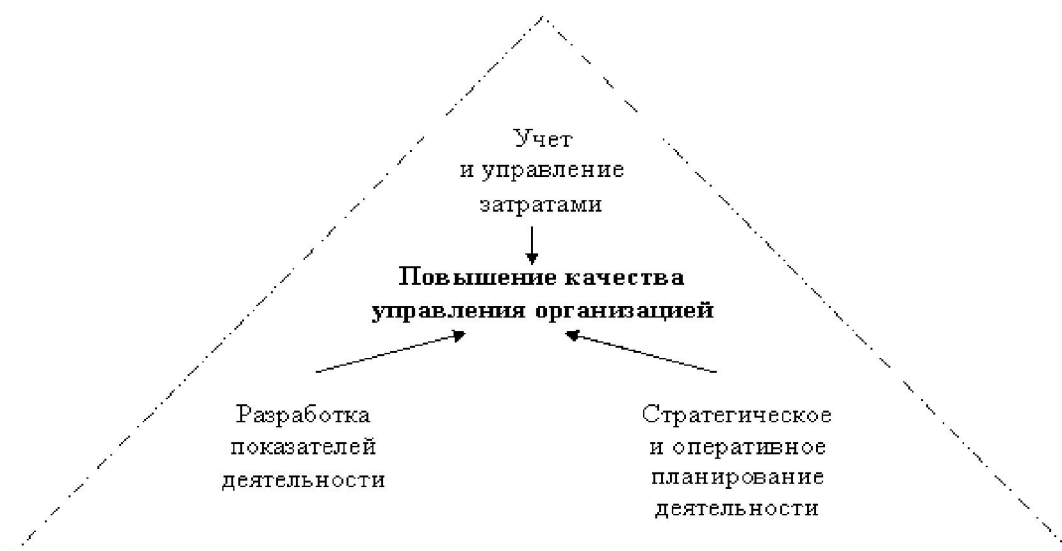 Учет
и управление
затратами
Повышение качества
управления организацией
Разработка
показателей
деятельности
Стратегическое
и оперативное
планирование
деятельности